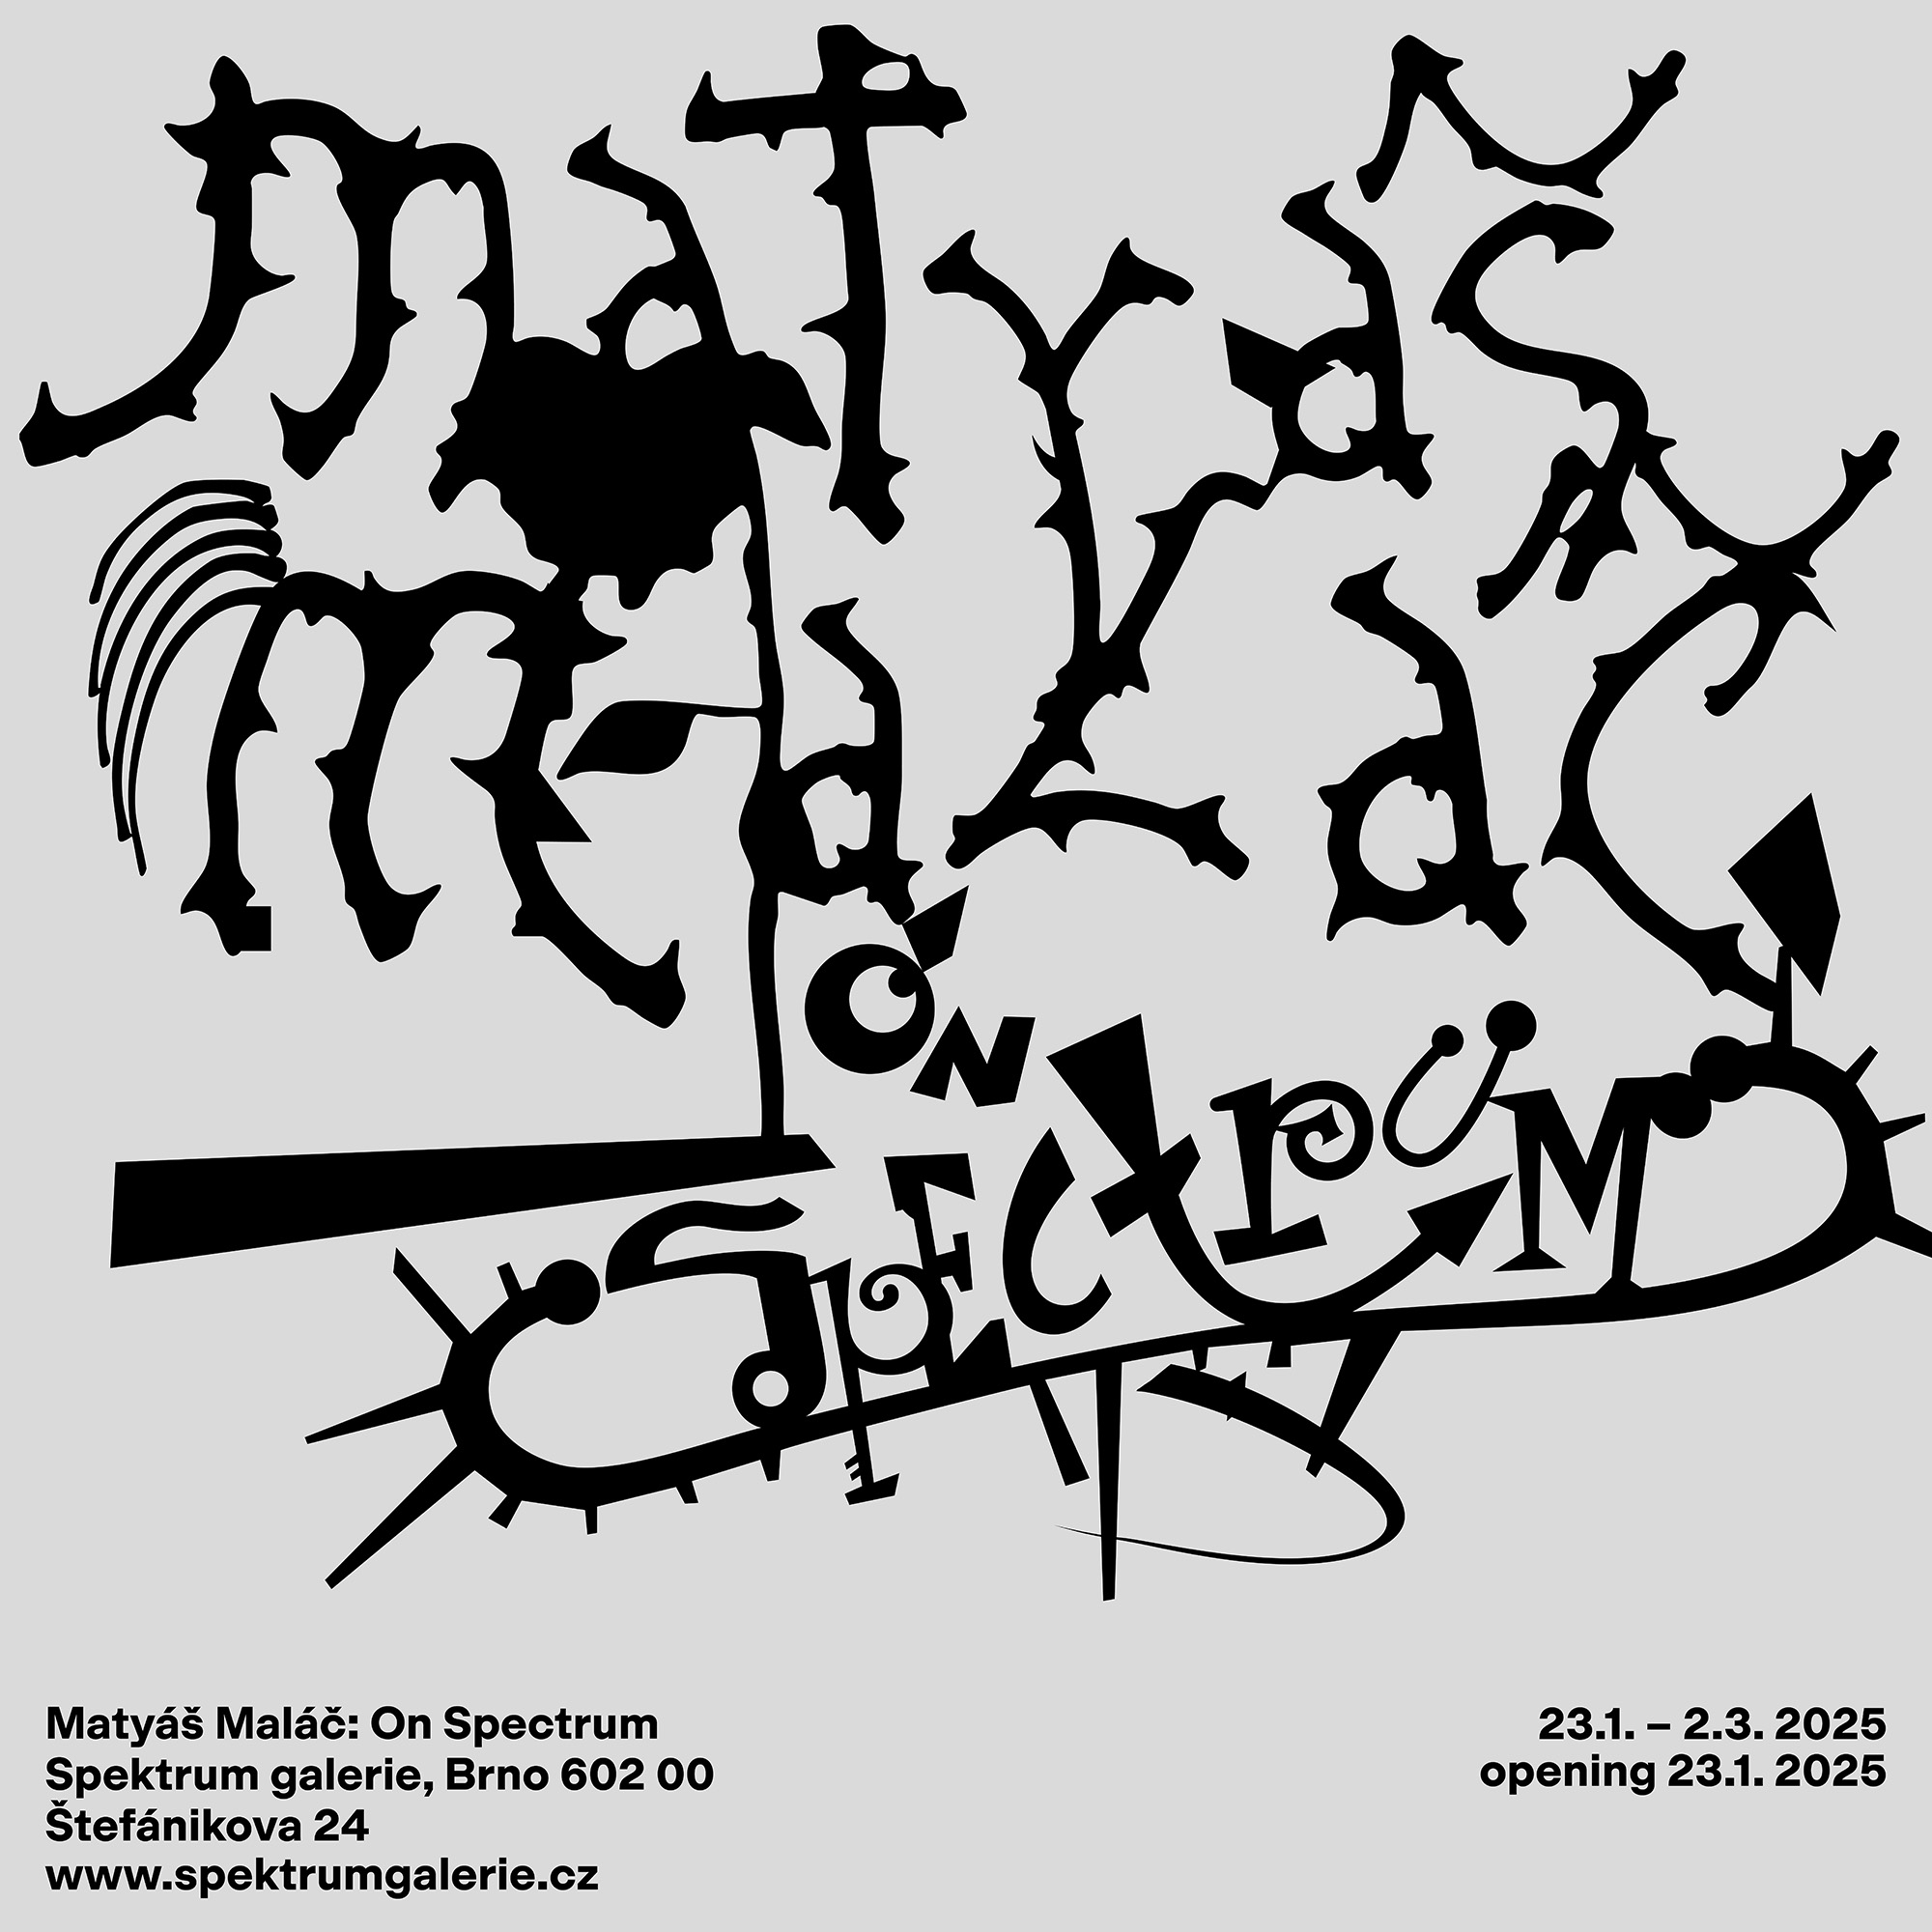 matyáš
maláč
oN
SpEctruM
Matyáš Maláč: On Spectrum
Spektrum galerie, Brno 602 00
Štefánikova 24
www.spektrumgalerie.cz
23.1. – 2.3. 2025
opening 23.1. 2025